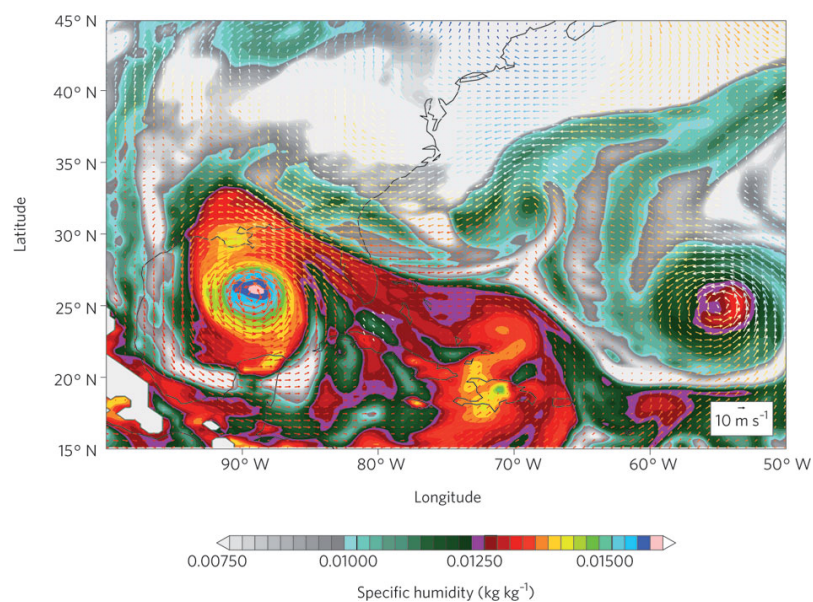 45° N
40° N
35° N
30° N
25° N
20° N
15° N
Latitude
10 m s⁻¹
90° W 80° W 70° W 60° W 50° W
Longitude
0.00750 0.01000 0.01250 0.01500
Specific humidity (kg kg⁻¹)